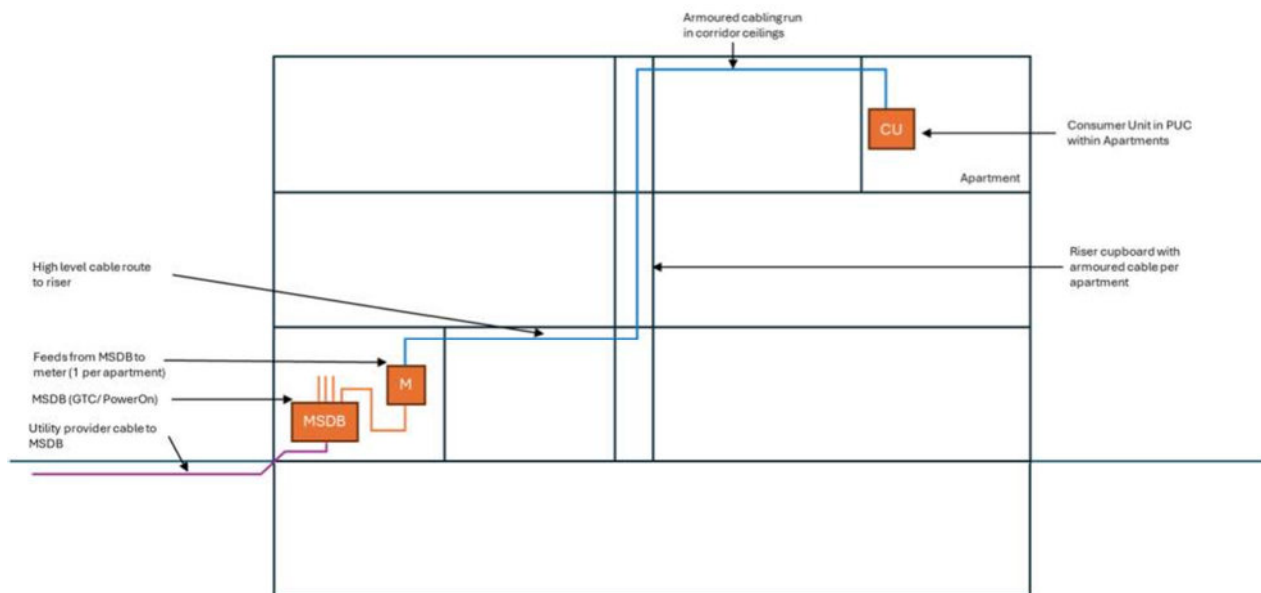 Armoured cabling run
in corridor ceilings
CU
Consumer Unit in PUC
within Apartments
Apartment
High level cable route
to riser
Riser cupboard with
armoured cable per
apartment
Feeds from MSDB to
meter (1 per apartment)
M
MSDB (GTC/ PowerOn)
MSDB
Utility provider cable to
MSDB